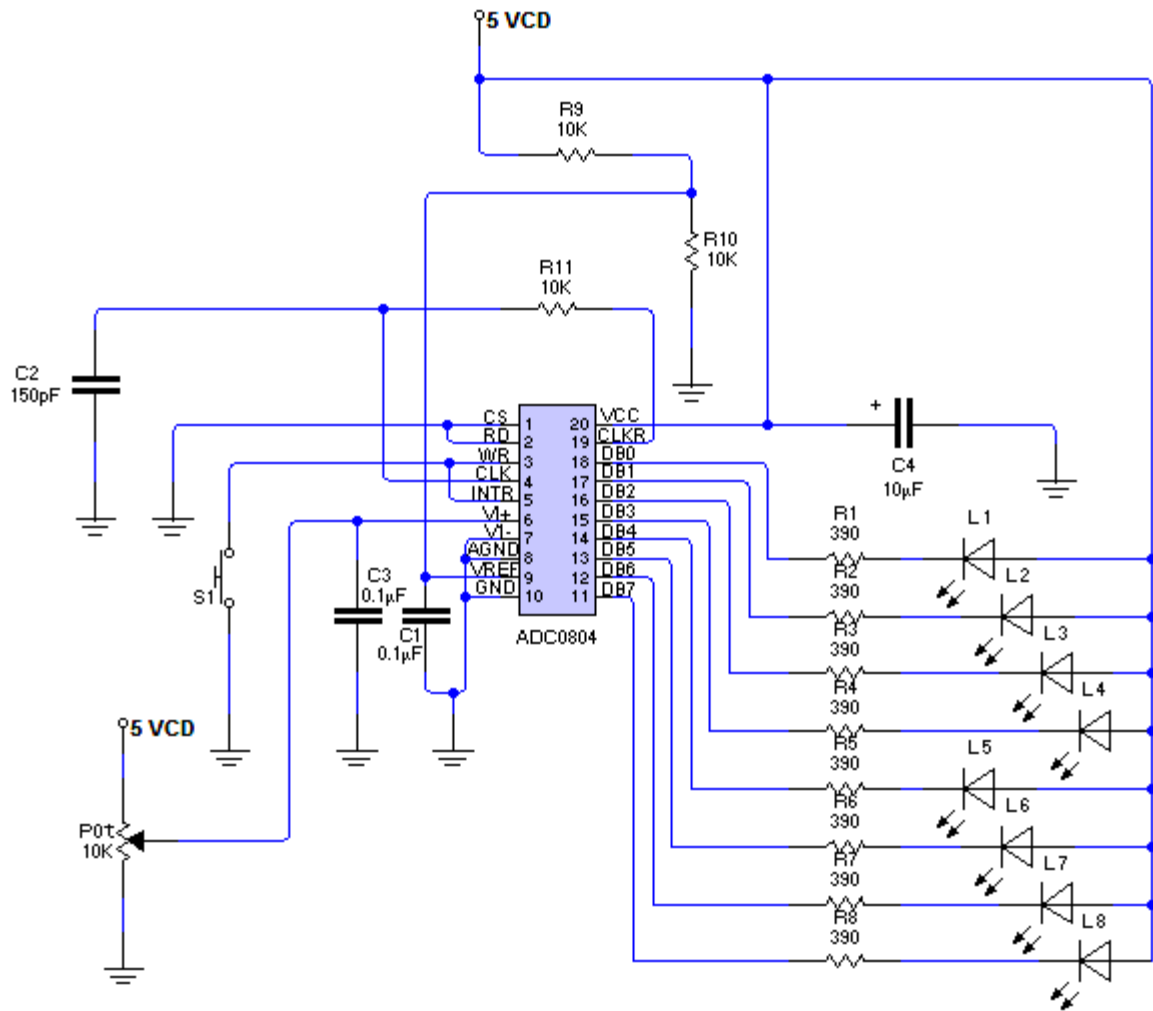 5 VCD
R9
10K
R10
10K
R11
10K
C2
150pF
CS 1
RD 2
WR 3
CLK 4
INTR 5
VI+ 6
VI- 7
AGND 8
VREF 9
GND 10
20 VCC
19 CLKR
18 DB0
17 DB1
16 DB2
15 DB3
14 DB4
13 DB5
12 DB6
11 DB7
ADC0804
+
C4
10µF
S1
C3
0.1µF
C1
0.1µF
5 VCD
P0t
10K
R1
390
R2
390
R3
390
R4
390
R5
390
R6
390
R7
390
R8
390
L1
L2
L3
L4
L5
L6
L7
L8